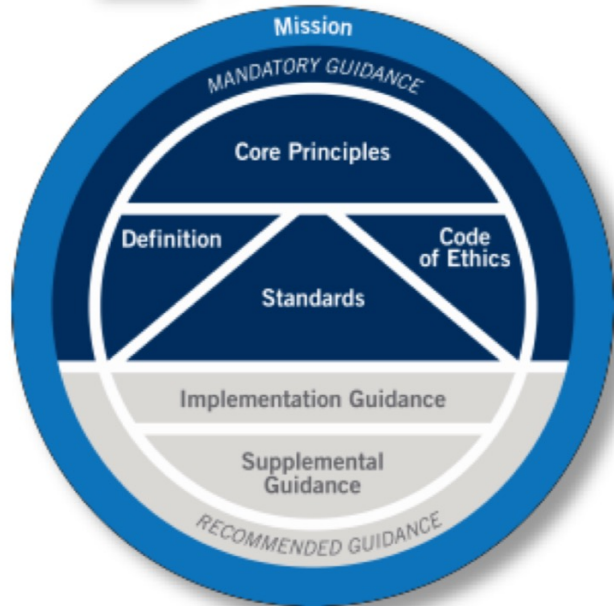 Mission
MANDATORY GUIDANCE
Core Principles
Definition
Code
of Ethics
Standards
Implementation Guidance
Supplemental
Guidance
RECOMMENDED GUIDANCE